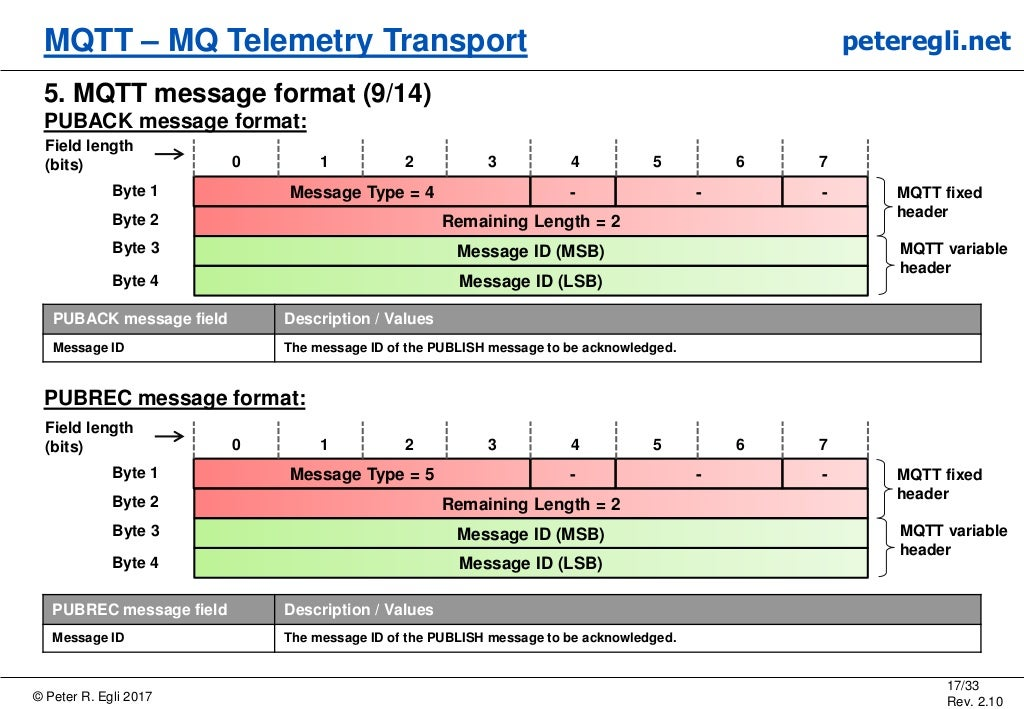 MQTT – MQ Telemetry Transport
peteregli.net
5. MQTT message format (9/14)
PUBACK message format:
Field length
(bits)
0 1 2 3 4 5 6 7
Byte 1 Message Type = 4 - - -
Byte 2 Remaining Length = 2
MQTT fixed
header
Byte 3 Message ID (MSB)
Byte 4 Message ID (LSB)
MQTT variable
header
PUBACK message field Description / Values
Message ID The message ID of the PUBLISH message to be acknowledged.
PUBREC message format:
Field length
(bits)
0 1 2 3 4 5 6 7
Byte 1 Message Type = 5 - - -
Byte 2 Remaining Length = 2
MQTT fixed
header
Byte 3 Message ID (MSB)
Byte 4 Message ID (LSB)
MQTT variable
header
PUBREC message field Description / Values
Message ID The message ID of the PUBLISH message to be acknowledged.
© Peter R. Egli 2017
17/33
Rev. 2.10